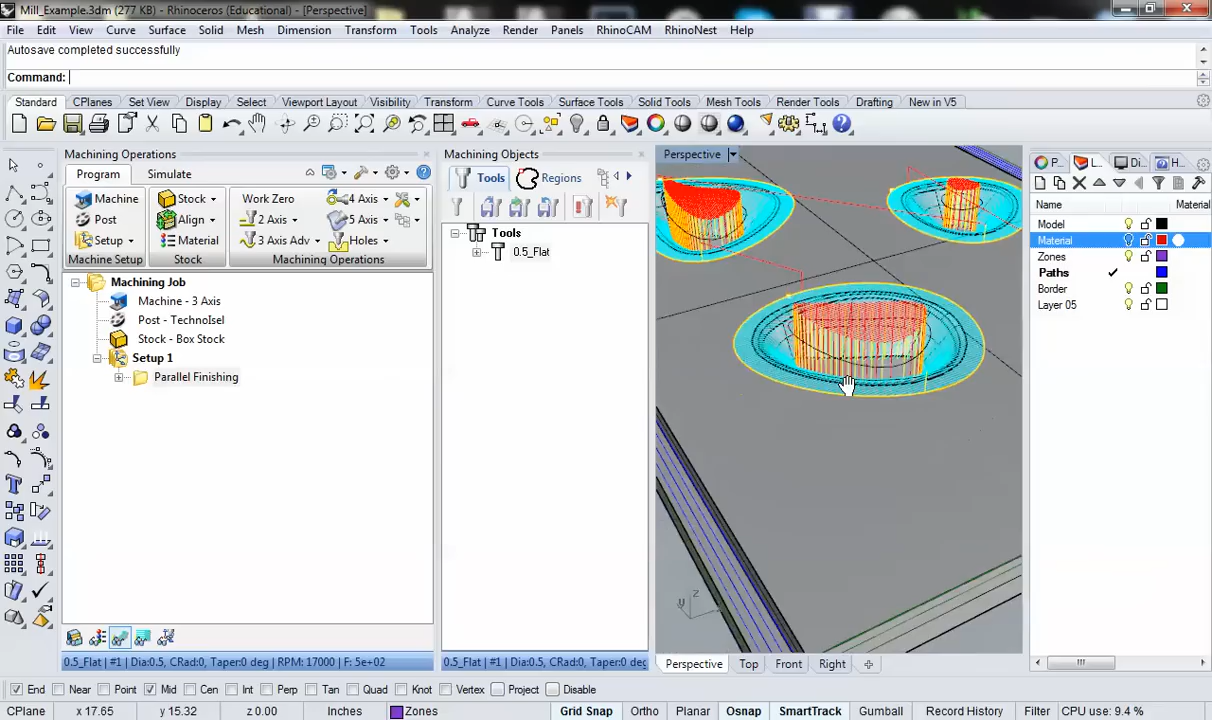 Mill_Example.3dm (277 KB) - Rhinoceros (Educational) - [Perspective]
File Edit View Curve Surface Solid Mesh Dimension Transform Tools Analyze Render Panels RhinoCAM RhinoNest Help
Autosave completed successfully
Command:
Standard CPlanes Set View Display Select Viewport Layout Visibility Transform Curve Tools Surface Tools Solid Tools Mesh Tools Render Tools Drafting New in V5
Machining Operations
Machining Objects
Perspective
P... L... Di... H...
Program Simulate
Tools Regions
Name Material
Machine Stock Work Zero 4 Axis
Post Align 2 Axis 5 Axis
Setup Material 3 Axis Adv Holes
Machine Setup Stock Machining Operations
Machining Job
Machine - 3 Axis
Post - TechnoIsel
Stock - Box Stock
Setup 1
Parallel Finishing
Tools
0.5_Flat
Model
Material
Zones
Paths
Border
Layer 05
z
y
0.5_Flat | #1 | Dia:0.5, CRad:0, Taper:0 deg | RPM: 17000 | F: 5e+02
0.5_Flat | #1 | Dia:0.5, CRad:0, Taper:0 deg
Perspective Top Front Right
End Near Point Mid Cen Int Perp Tan Quad Knot Vertex Project Disable
CPlane x 17.65 y 15.32 z 0.00 Inches Zones Grid Snap Ortho Planar Osnap SmartTrack Gumball Record History Filter CPU use: 9.4 %